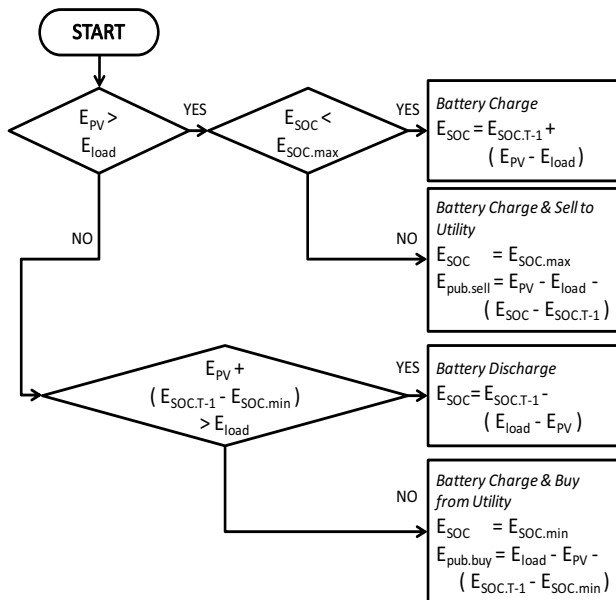 START
E_PV >
E_load
YES
E_SOC <
E_SOC.max
YES
Battery Charge
E_SOC = E_SOC.T-1 +
( E_PV - E_load )
NO
NO
Battery Charge & Sell to
Utility
E_SOC = E_SOC.max
E_pub.sell = E_PV - E_load -
( E_SOC - E_SOC.T-1 )
E_PV +
( E_SOC.T-1 - E_SOC.min )
> E_load
YES
Battery Discharge
E_SOC = E_SOC.T-1 -
( E_load - E_PV )
NO
Battery Charge & Buy
from Utility
E_SOC = E_SOC.min
E_pub.buy = E_load - E_PV -
( E_SOC.T-1 - E_SOC.min )